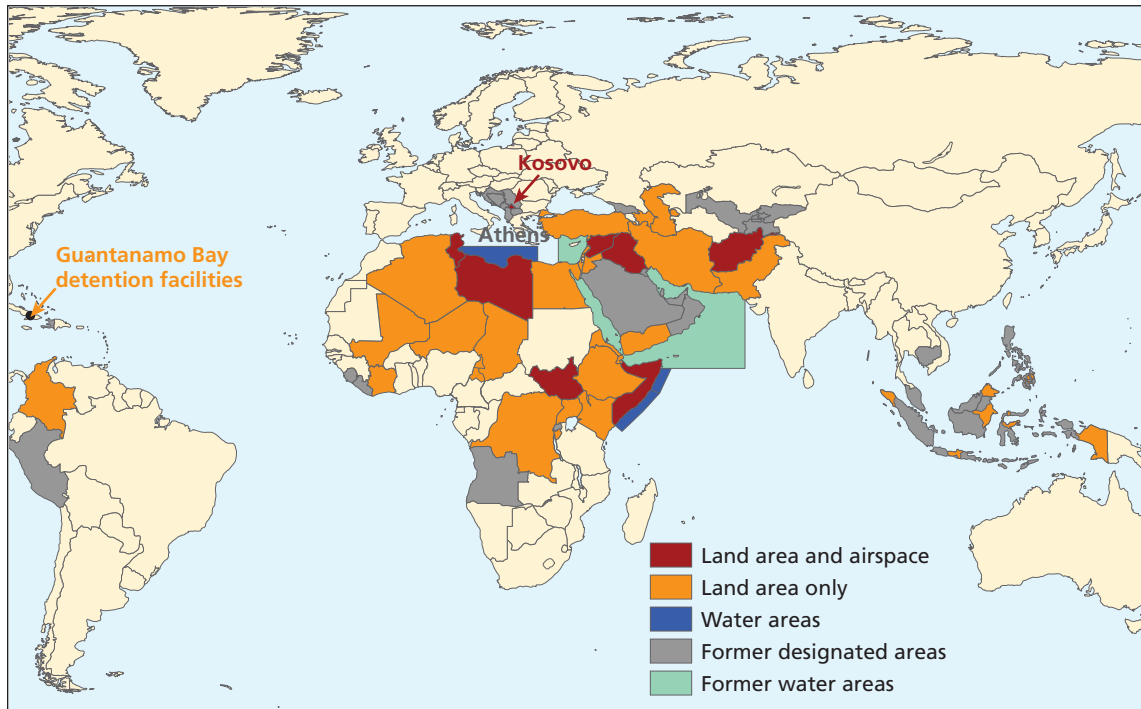 Kosovo
Athens
Guantanamo Bay
detention facilities
Land area and airspace
Land area only
Water areas
Former designated areas
Former water areas